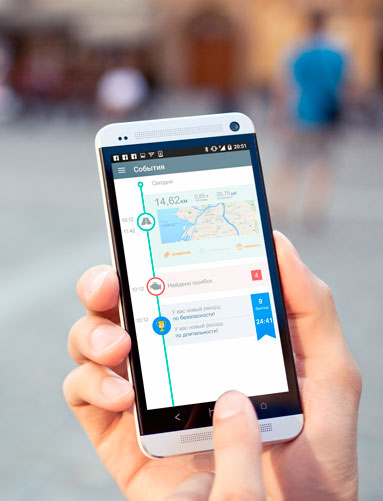 20:51
События
Сегодня
14,62 км
10:12
11:42
10:12
Найдено ошибок
4
10:12
У вас новый рекорд
по безопасности!
У вас новый рекорд
по длительности!
9
24:41